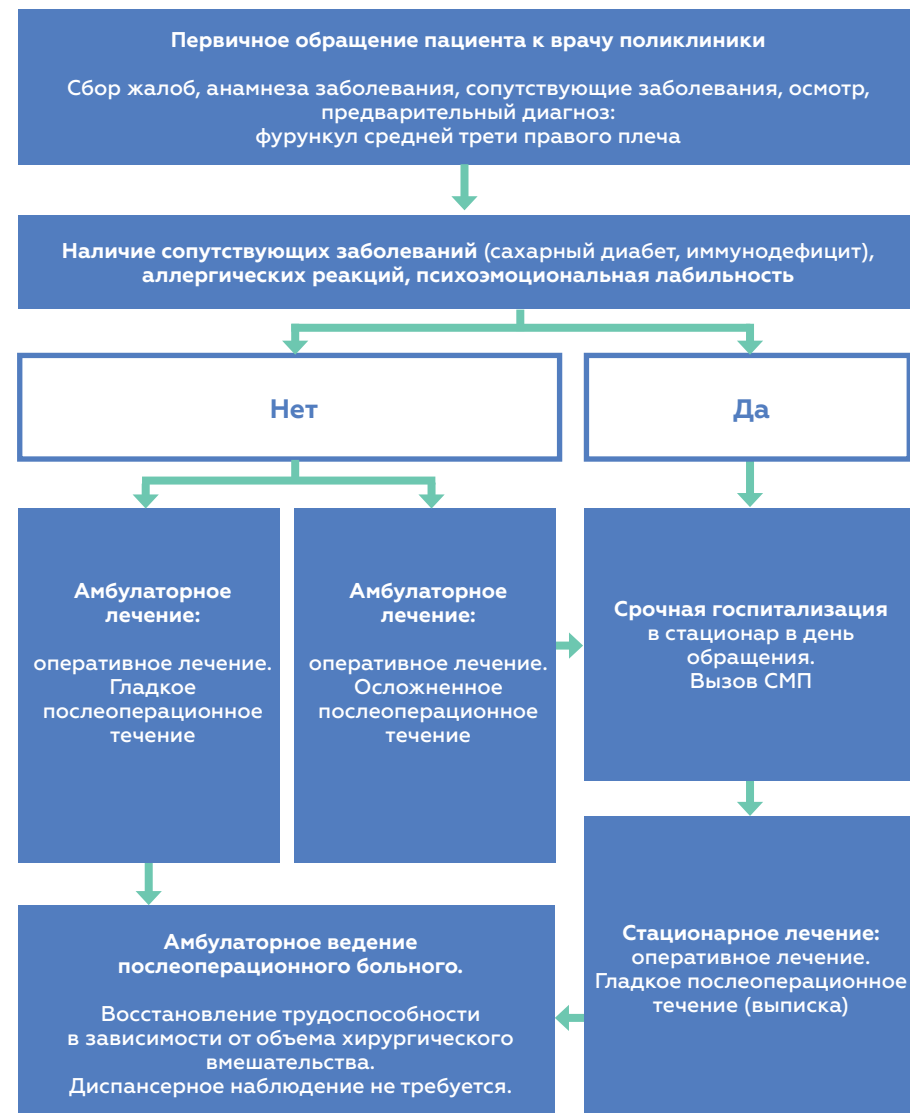 Первичное обращение пациента к врачу поликлиники
Сбор жалоб, анамнеза заболевания, сопутствующие заболевания, осмотр,
предварительный диагноз:
фурункул средней трети правого плеча
Наличие сопутствующих заболеваний (сахарный диабет, иммунодефицит),
аллергических реакций, психоэмоциональная лабильность
Нет
Да
Амбулаторное
лечение:
оперативное лечение.
Гладкое
послеоперационное
течение
Амбулаторное
лечение:
оперативное лечение.
Осложненное
послеоперационное
течение
Срочная госпитализация
в стационар в день
обращения.
Вызов СМП
Амбулаторное ведение
послеоперационного больного.
Восстановление трудоспособности
в зависимости от объема хирургического
вмешательства.
Диспансерное наблюдение не требуется.
Стационарное лечение:
оперативное лечение.
Гладкое послеоперационное
течение (выписка)